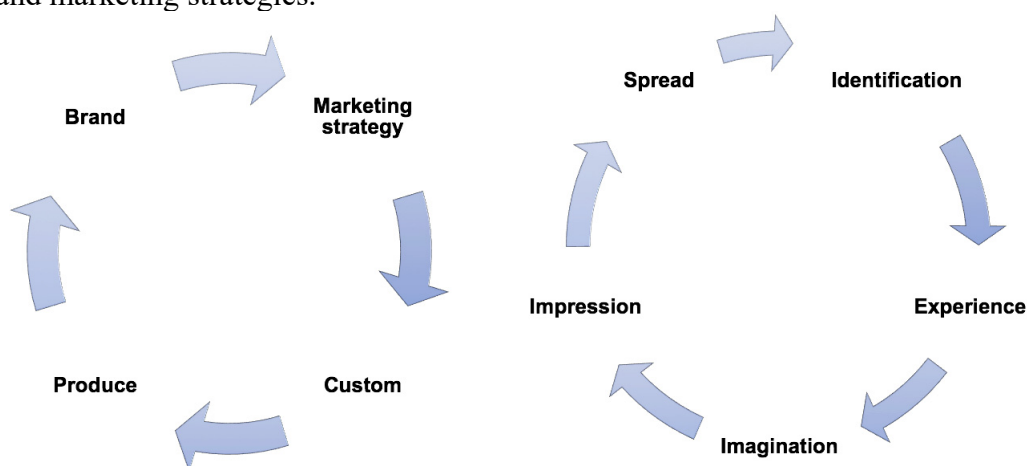 and marketing strategies.
Brand
Marketing
strategy
Custom
Produce
Spread
Identification
Experience
Imagination
Impression